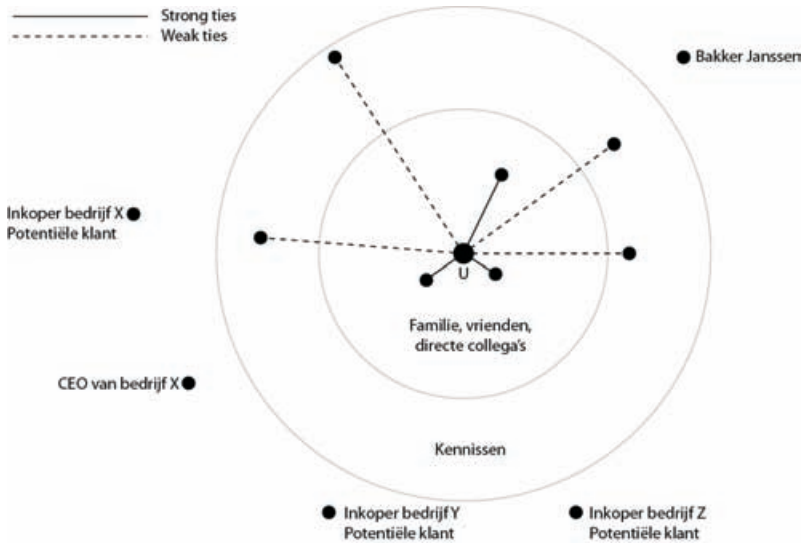 Strong ties
Weak ties
Bakker Janssen
Inkoper bedrijf X
Potentiële klant
U
Familie, vrienden,
directe collega's
CEO van bedrijf X
Kennissen
Inkoper bedrijf Y
Potentiële klant
Inkoper bedrijf Z
Potentiële klant